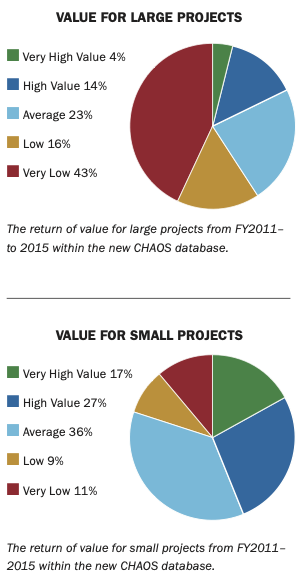 VALUE FOR LARGE PROJECTS
Very High Value 4%
High Value 14%
Average 23%
Low 16%
Very Low 43%
The return of value for large projects from FY2011–
to 2015 within the new CHAOS database.
VALUE FOR SMALL PROJECTS
Very High Value 17%
High Value 27%
Average 36%
Low 9%
Very Low 11%
The return of value for small projects from FY2011–
2015 within the new CHAOS database.